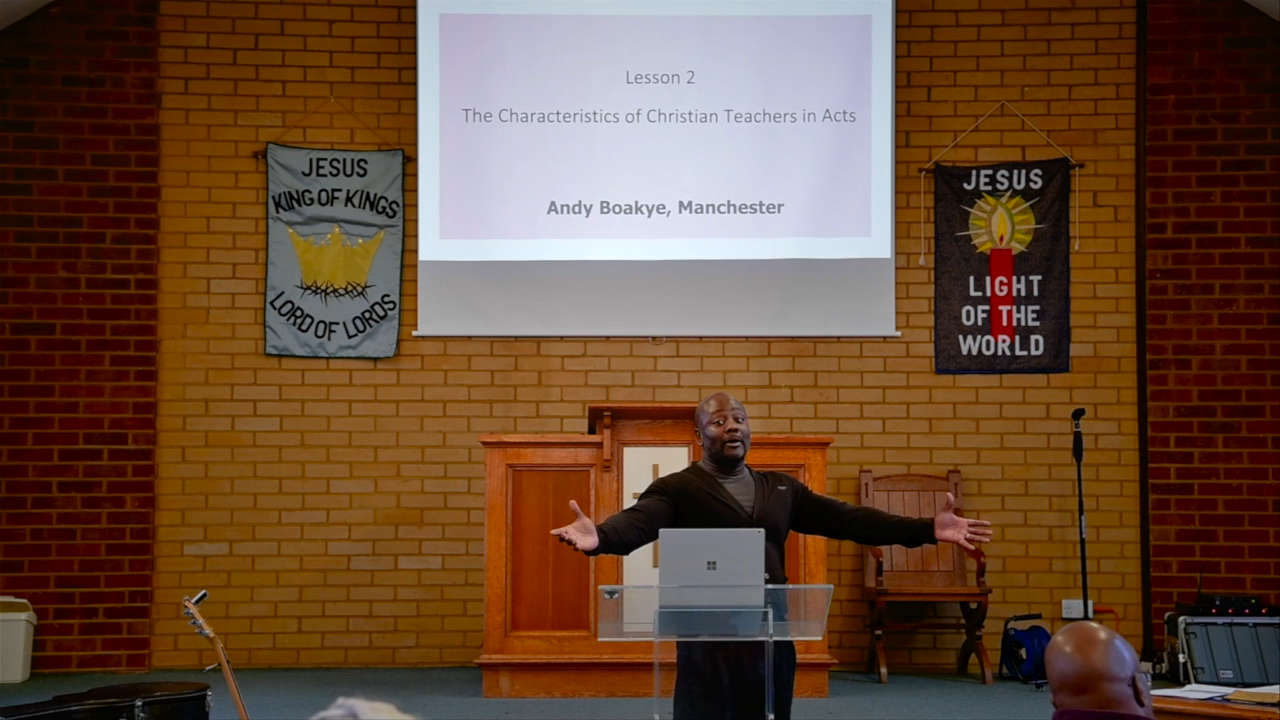 Lesson 2
The Characteristics of Christian Teachers in Acts
Andy Boakye, Manchester
JESUS
KING OF KINGS
LORD OF LORDS
JESUS
LIGHT
OF THE
WORLD